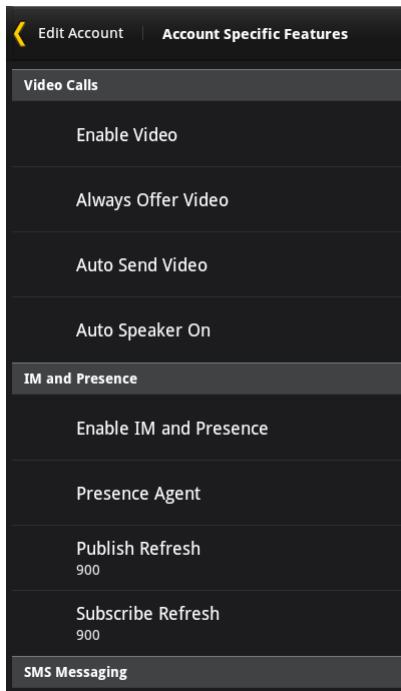 Edit Account
Account Specific Features
Video Calls
Enable Video
Always Offer Video
Auto Send Video
Auto Speaker On
IM and Presence
Enable IM and Presence
Presence Agent
Publish Refresh
900
Subscribe Refresh
900
SMS Messaging